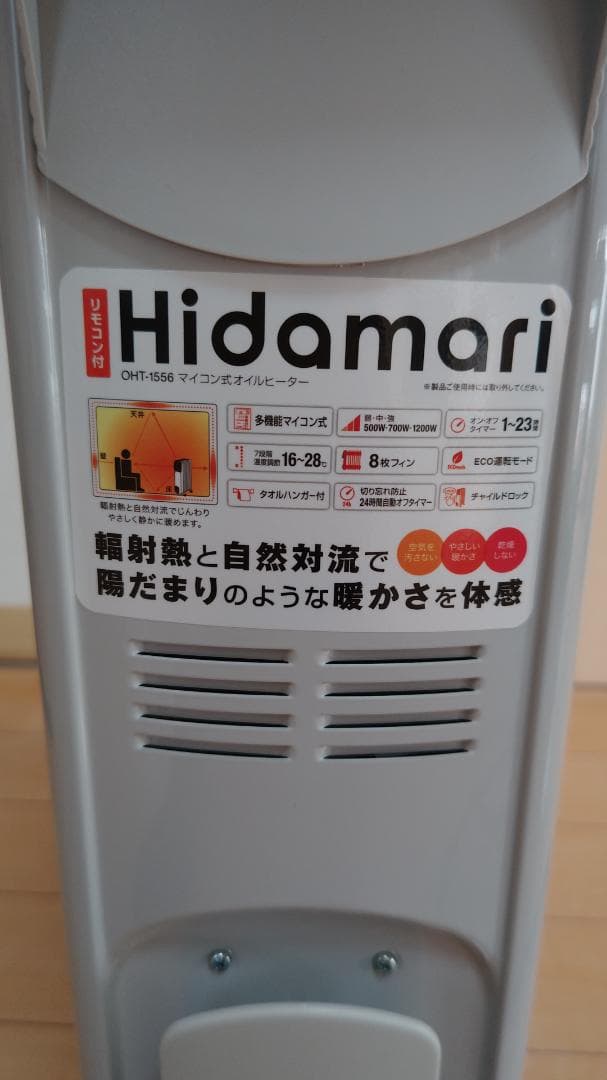 リモコン付
Hidamari
OHT-1556 マイコン式オイルヒーター
※製品ご使用時には取り外してください。
天井
壁
床
輻射熱と自然対流でじんわり
やさしく静かに暖めます。
多機能マイコン式
弱・中・強
500W・700W・1200W
オン・オフ
タイマー 1〜23時間
7段階
温度調節 16〜28℃
8枚フィン
ECO運転モード
タオルハンガー付
切り忘れ防止
24時間自動オフタイマー
チャイルドロック
輻射熱と自然対流で
空気を
汚さない
やさしい
暖かさ
乾燥
しない
陽だまりのような暖かさを体感